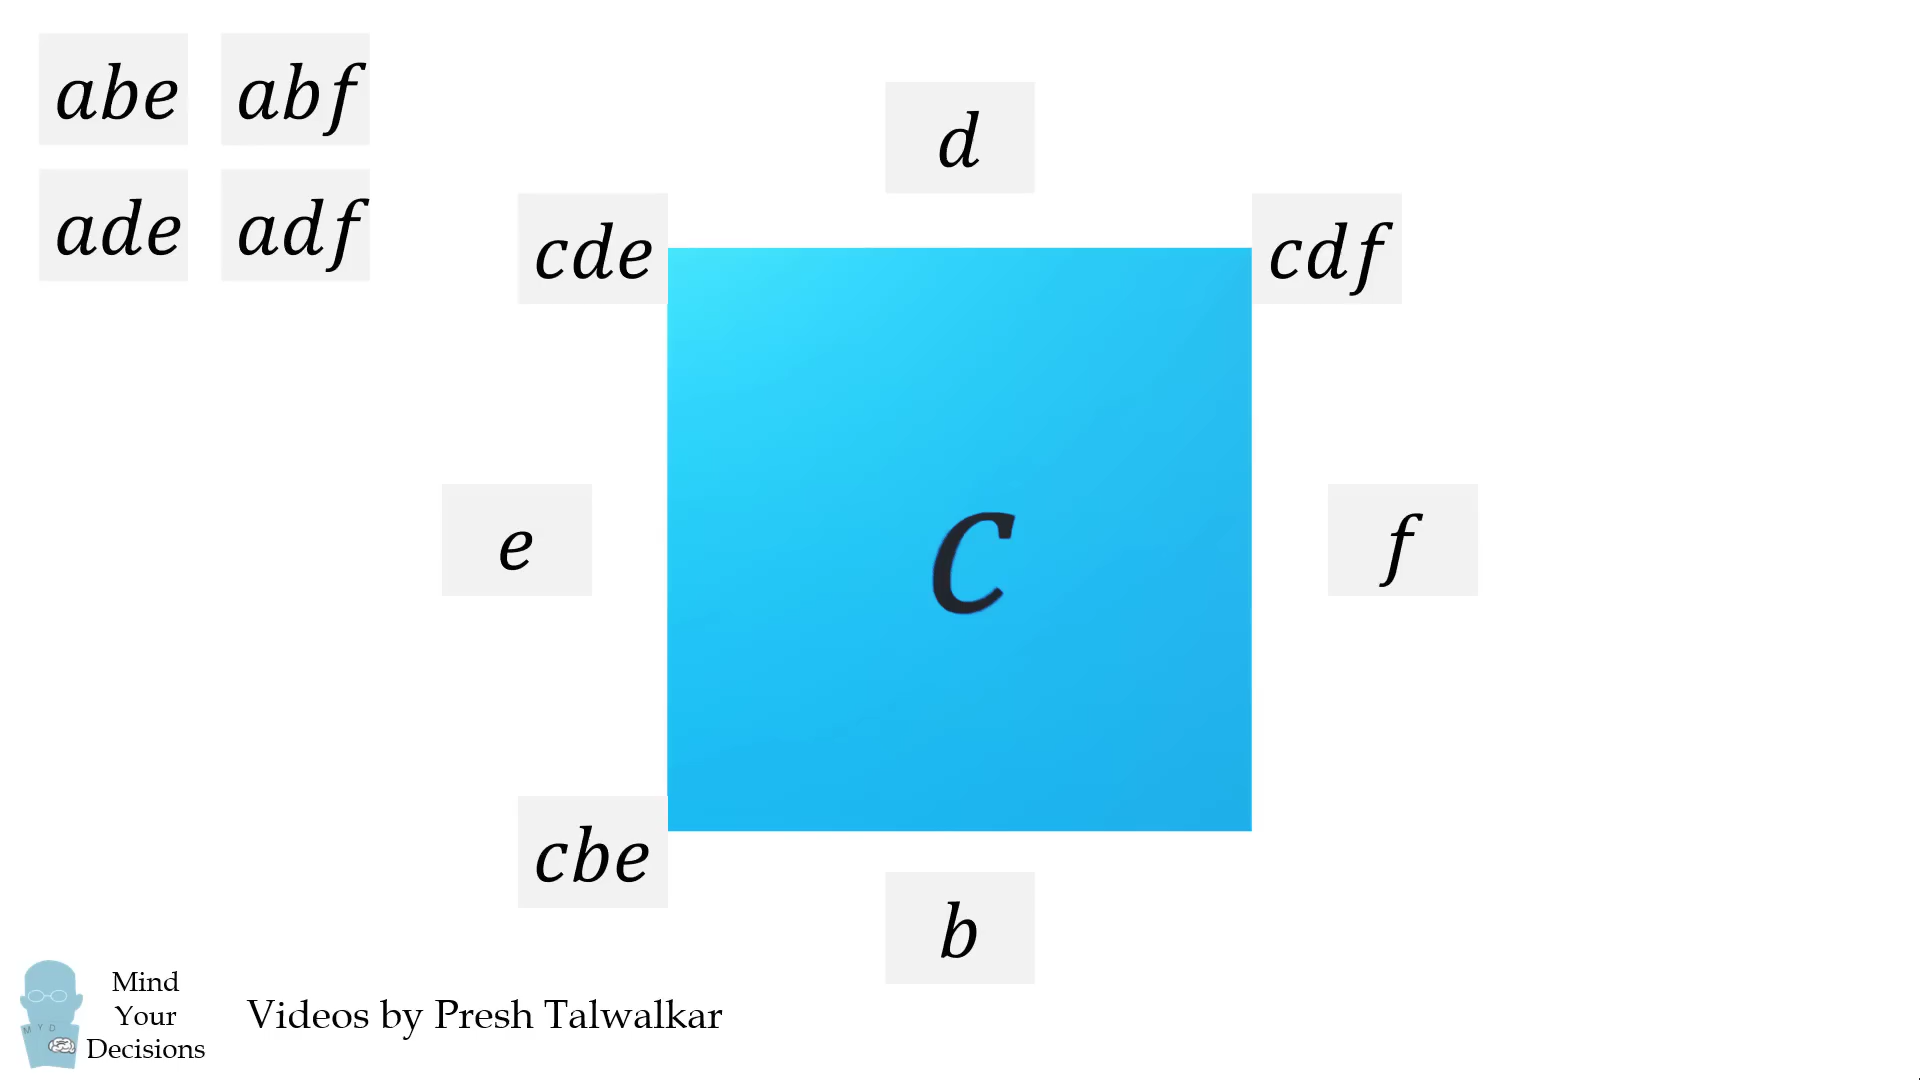 abe abf
ade adf
d
cde cdf
e c f
cbe
b
Mind
Your
Decisions
M Y D
Videos by Presh Talwalkar